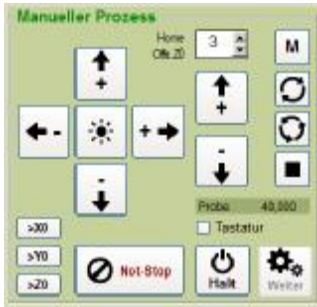 Manueller Prozess
Home
Offs. Z0
3
M
+
+
-
+
-
-
Probe: 40,000
Tastatur
>X0
>Y0
>Z0
Not-Stop
Halt
Weiter